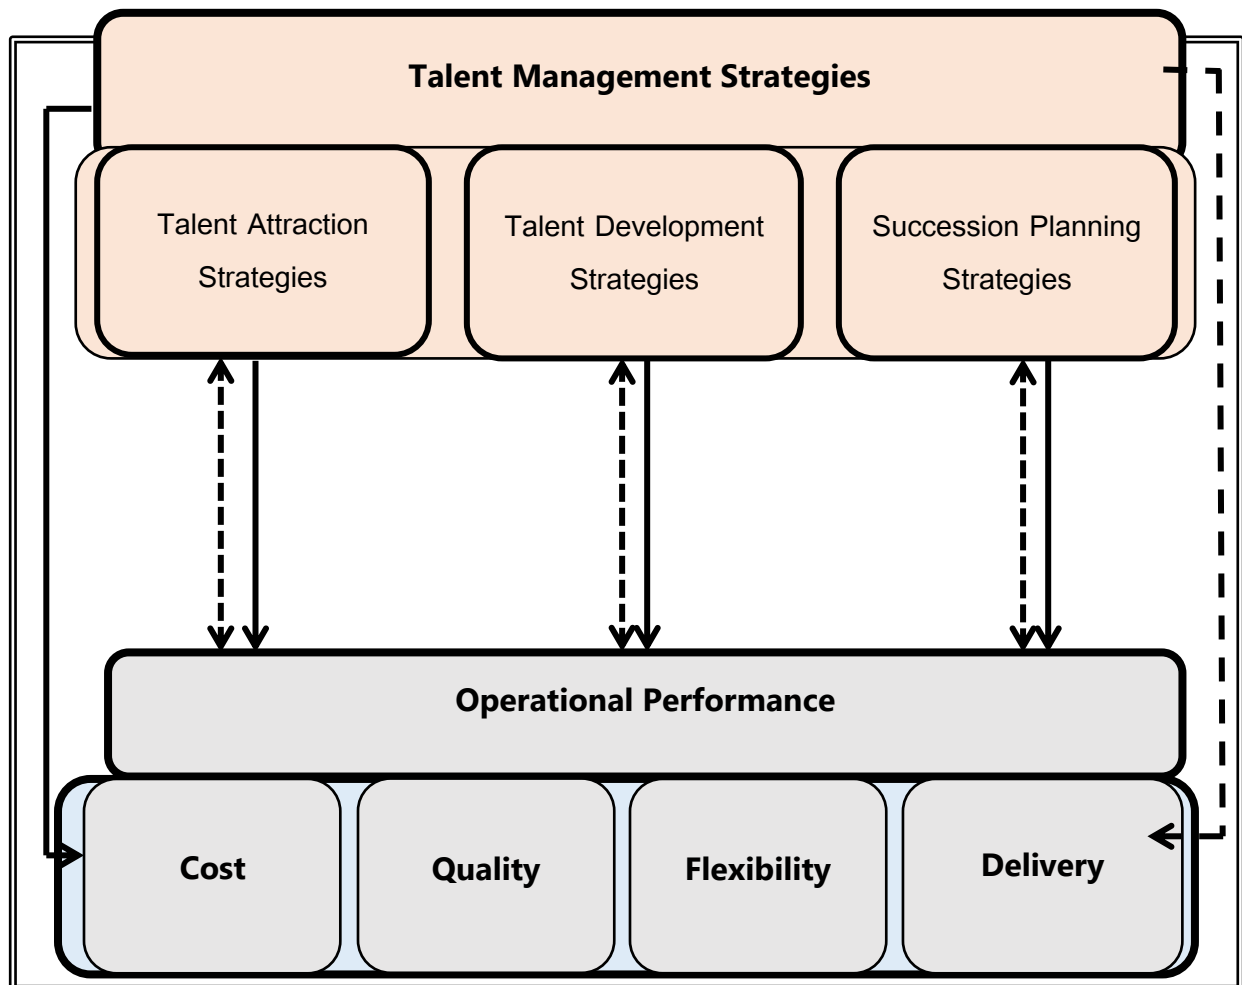 Talent Management Strategies
Talent Attraction
Strategies
Talent Development
Strategies
Succession Planning
Strategies
Operational Performance
Cost
Quality
Flexibility
Delivery